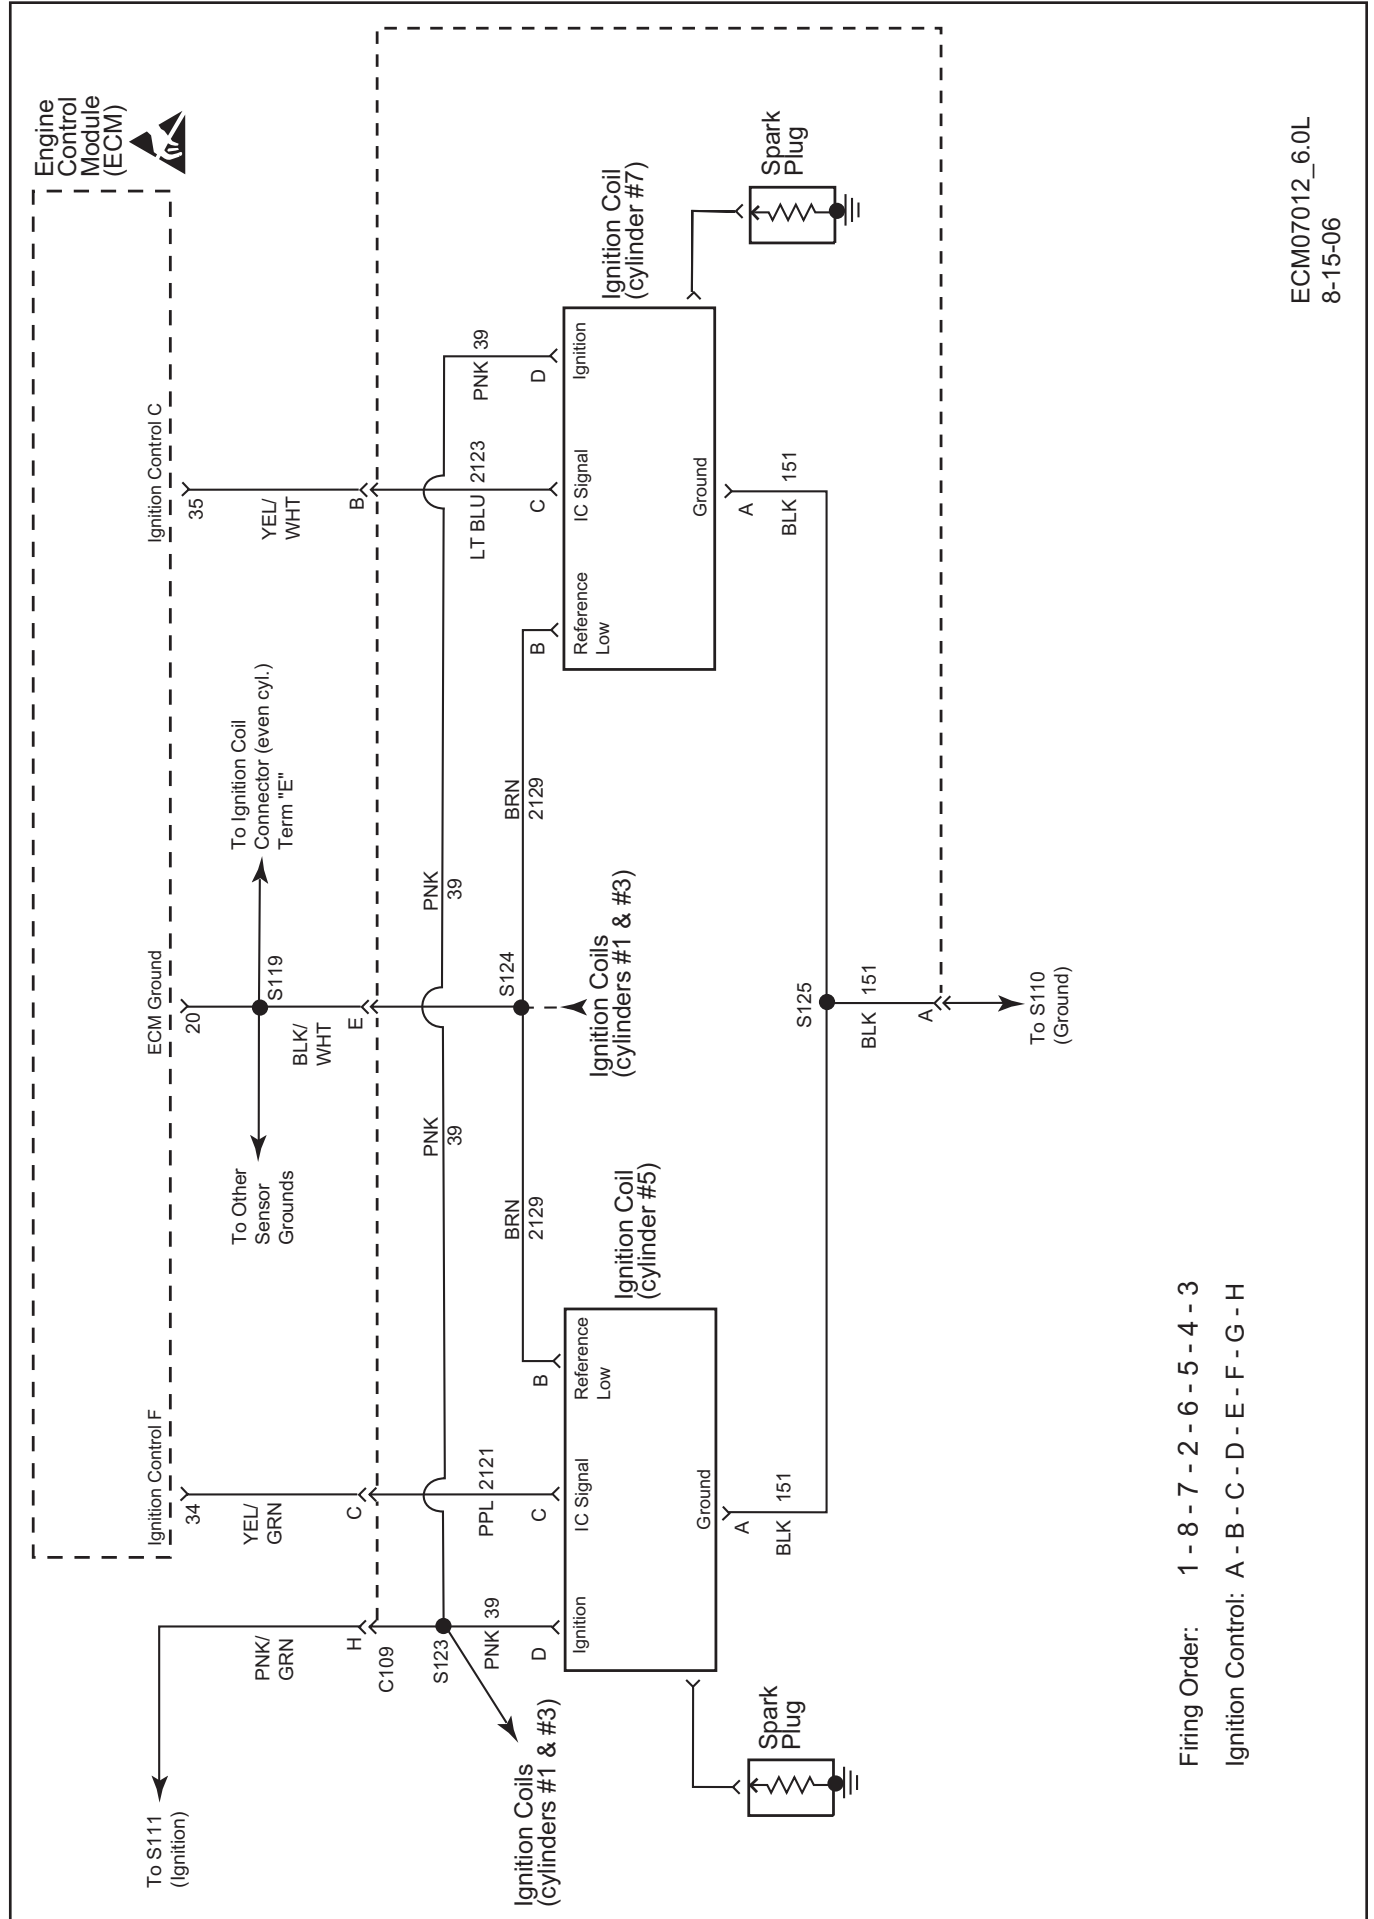 Engine
Control
Module
(ECM)
Ignition Control F
ECM Ground
Ignition Control C
34
20
35
To Other
Sensor
Grounds
S119
To Ignition Coil
Connector (even cyl.)
Term "E"
To S111
(Ignition)
PNK/
GRN
YEL/
GRN
BLK/
WHT
YEL/
WHT
H
C
E
B
C109
S123
PNK
39
PNK
39
PNK 39
PPL 2121
S124
LT BLU 2123
PNK 39
BRN
2129
BRN
2129
D
C
B
B
C
D
Ignition Coils
(cylinders #1 & #3)
Ignition
IC Signal
Reference
Low
Ground
Ignition Coil
(cylinder #5)
Ignition Coils
(cylinders #1 & #3)
Reference
Low
IC Signal
Ignition
Ground
Ignition Coil
(cylinder #7)
Spark
Plug
A
BLK 151
S125
A
BLK 151
Spark
Plug
BLK 151
A
To S110
(Ground)
Firing Order: 1 - 8 - 7 - 2 - 6 - 5 - 4 - 3
Ignition Control: A - B - C - D - E - F - G - H
ECM07012_6.0L
8-15-06